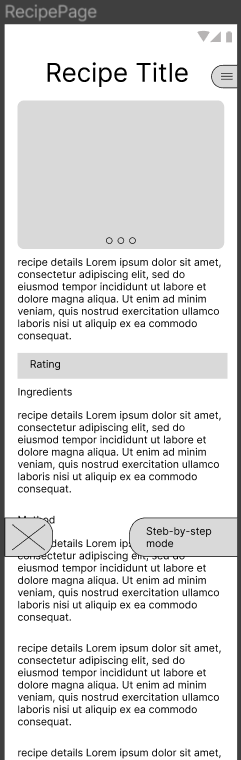 RecipePage
Recipe Title
recipe details Lorem ipsum dolor sit amet,
consectetur adipiscing elit, sed do
eiusmod tempor incididunt ut labore et
dolore magna aliqua. Ut enim ad minim
veniam, quis nostrud exercitation ullamco
laboris nisi ut aliquip ex ea commodo
consequat.
Rating
Ingredients
recipe details Lorem ipsum dolor sit amet,
consectetur adipiscing elit, sed do
eiusmod tempor incididunt ut labore et
dolore magna aliqua. Ut enim ad minim
veniam, quis nostrud exercitation ullamco
laboris nisi ut aliquip ex ea commodo
consequat.
Method
Steb-by-step
mode
details Lorem
consectetur adipiscing elit, sed do
eiusmod tempor incididunt ut labore et
dolore magna aliqua. Ut enim ad minim
veniam, quis nostrud exercitation ullamco
laboris nisi ut aliquip ex ea commodo
consequat.
recipe details Lorem ipsum dolor sit amet,
consectetur adipiscing elit, sed do
eiusmod tempor incididunt ut labore et
dolore magna aliqua. Ut enim ad minim
veniam, quis nostrud exercitation ullamco
laboris nisi ut aliquip ex ea commodo
consequat.
recipe details Lorem ipsum dolor sit amet,